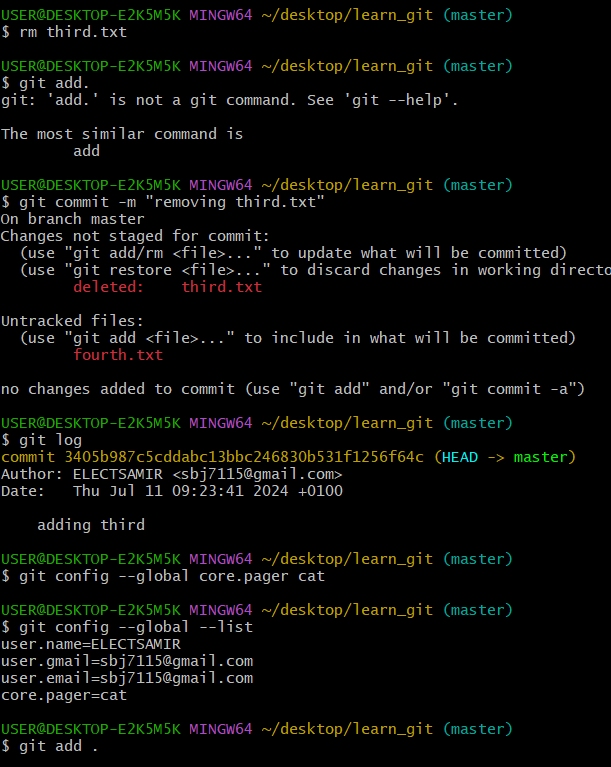 USER@DESKTOP-E2K5M5K MINGW64 ~/desktop/learn_git (master)
$ rm third.txt

USER@DESKTOP-E2K5M5K MINGW64 ~/desktop/learn_git (master)
$ git add.
git: 'add.' is not a git command. See 'git --help'.

The most similar command is
        add

USER@DESKTOP-E2K5M5K MINGW64 ~/desktop/learn_git (master)
$ git commit -m "removing third.txt"
On branch master
Changes not staged for commit:
  (use "git add/rm <file>..." to update what will be committed)
  (use "git restore <file>..." to discard changes in working directo
        deleted:    third.txt

Untracked files:
  (use "git add <file>..." to include in what will be committed)
        fourth.txt

no changes added to commit (use "git add" and/or "git commit -a")

USER@DESKTOP-E2K5M5K MINGW64 ~/desktop/learn_git (master)
$ git log
commit 3405b987c5cddabc13bbc246830b531f1256f64c (HEAD -> master)
Author: ELECTSAMIR <sbj7115@gmail.com>
Date:   Thu Jul 11 09:23:41 2024 +0100

    adding third

USER@DESKTOP-E2K5M5K MINGW64 ~/desktop/learn_git (master)
$ git config --global core.pager cat

USER@DESKTOP-E2K5M5K MINGW64 ~/desktop/learn_git (master)
$ git config --global --list
user.name=ELECTSAMIR
user.gmail=sbj7115@gmail.com
user.email=sbj7115@gmail.com
core.pager=cat

USER@DESKTOP-E2K5M5K MINGW64 ~/desktop/learn_git (master)
$ git add .